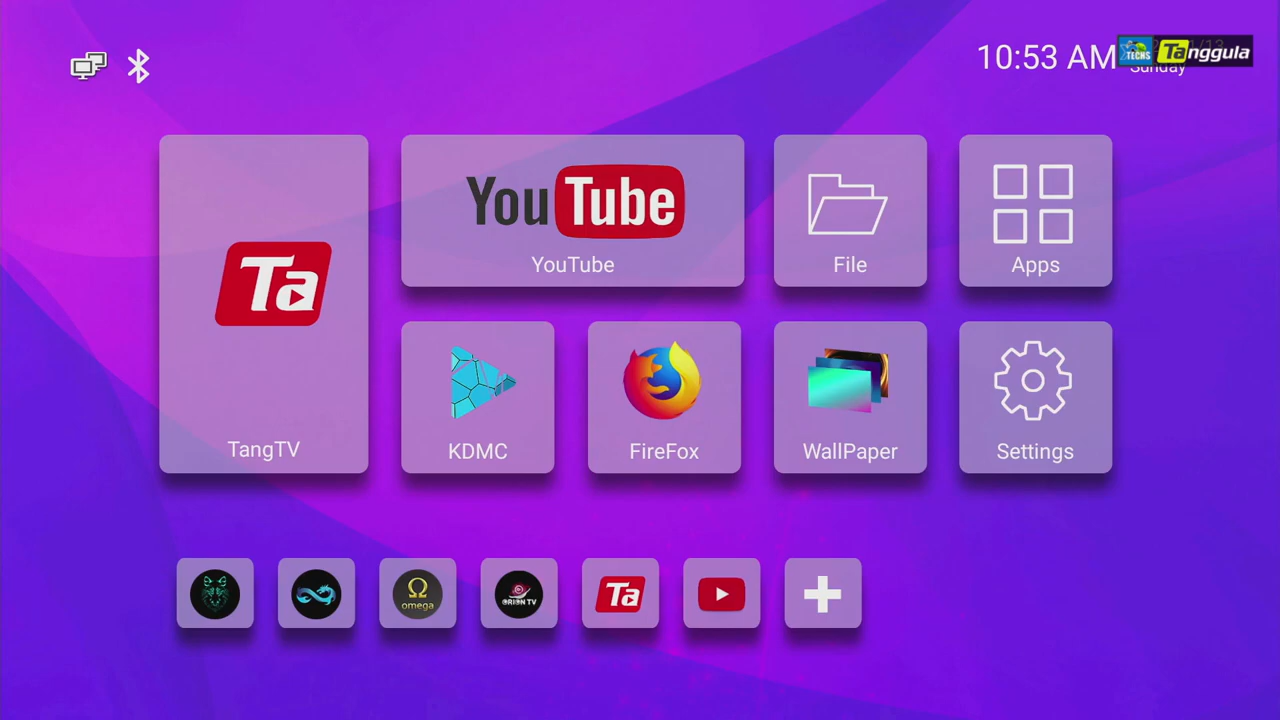 10:53 AM
TECHS
Tanggula
Sunday
Ta
TangTV
YouTube
YouTube
File
Apps
KDMC
FireFox
WallPaper
Settings
Ω
omega
ORION TV
Ta